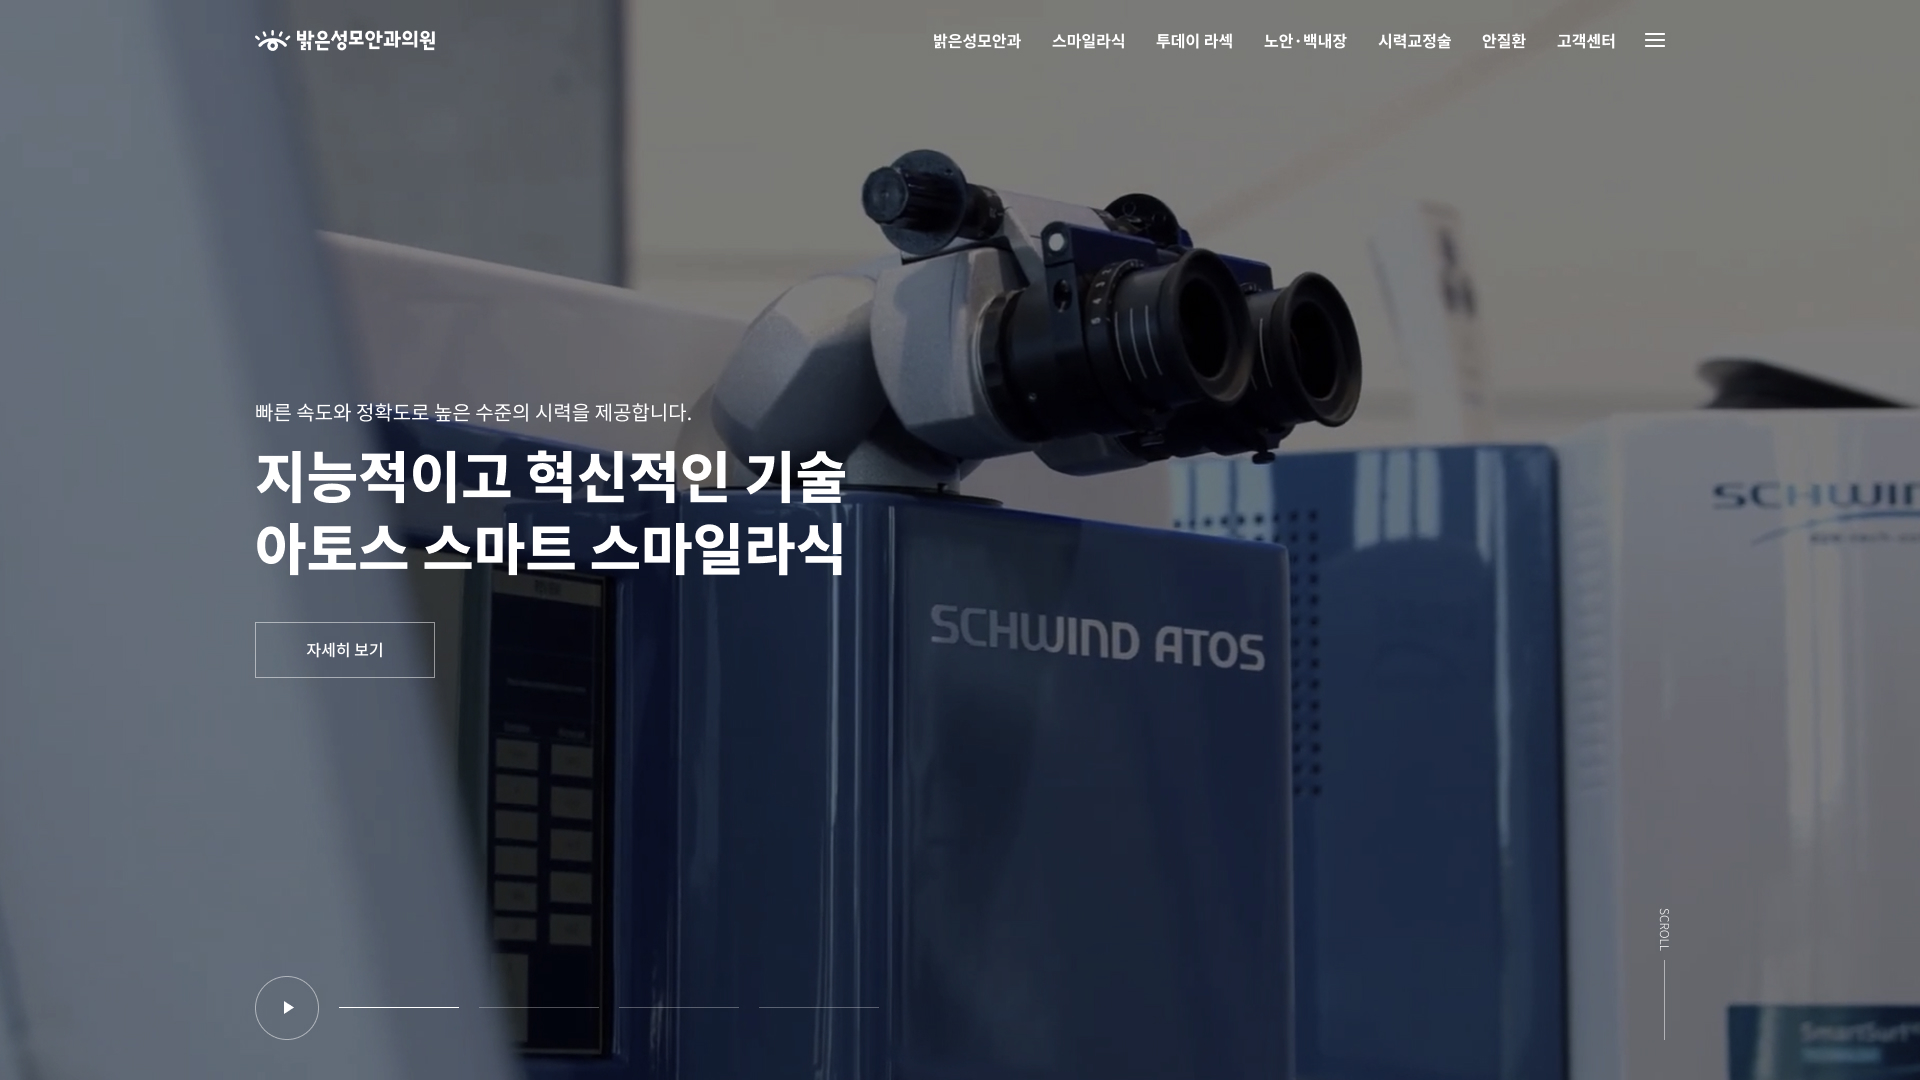 밝은성모안과의원
밝은성모안과
스마일라식
투데이 라섹
노안·백내장
시력교정술
안질환
고객센터
빠른 속도와 정확도로 높은 수준의 시력을 제공합니다.
지능적이고 혁신적인 기술
아토스 스마트 스마일라식
자세히 보기
SCHWIND ATOS
SCHWIN
SmartSurf
SCROLL